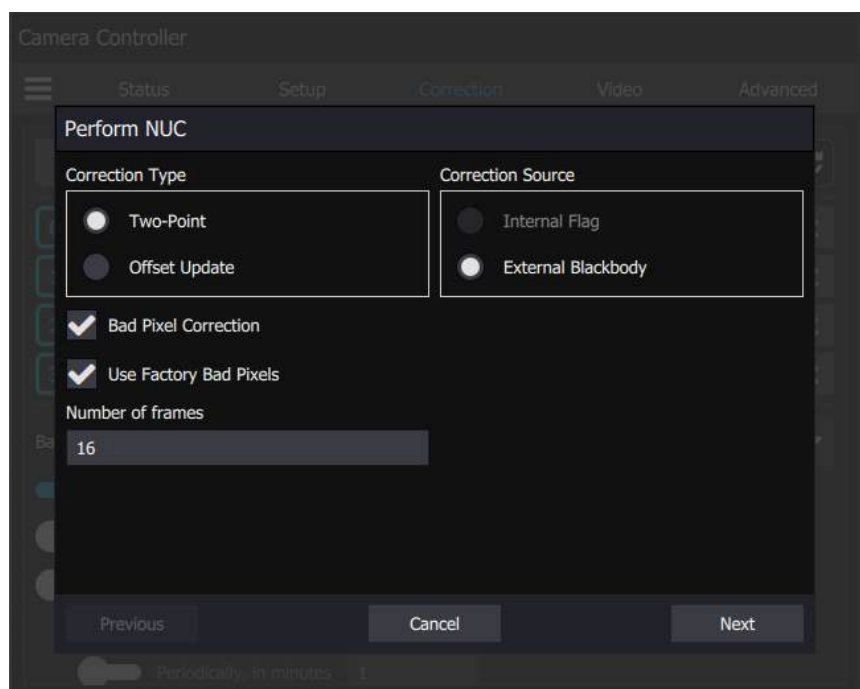 Camera Controller
Status Setup Correction Video Advanced
Perform NUC
Correction Type Correction Source
Two-Point Internal Flag
Offset Update External Blackbody
Bad Pixel Correction
Use Factory Bad Pixels
Number of frames
16
Previous Cancel Next
Periodically, in minutes 1